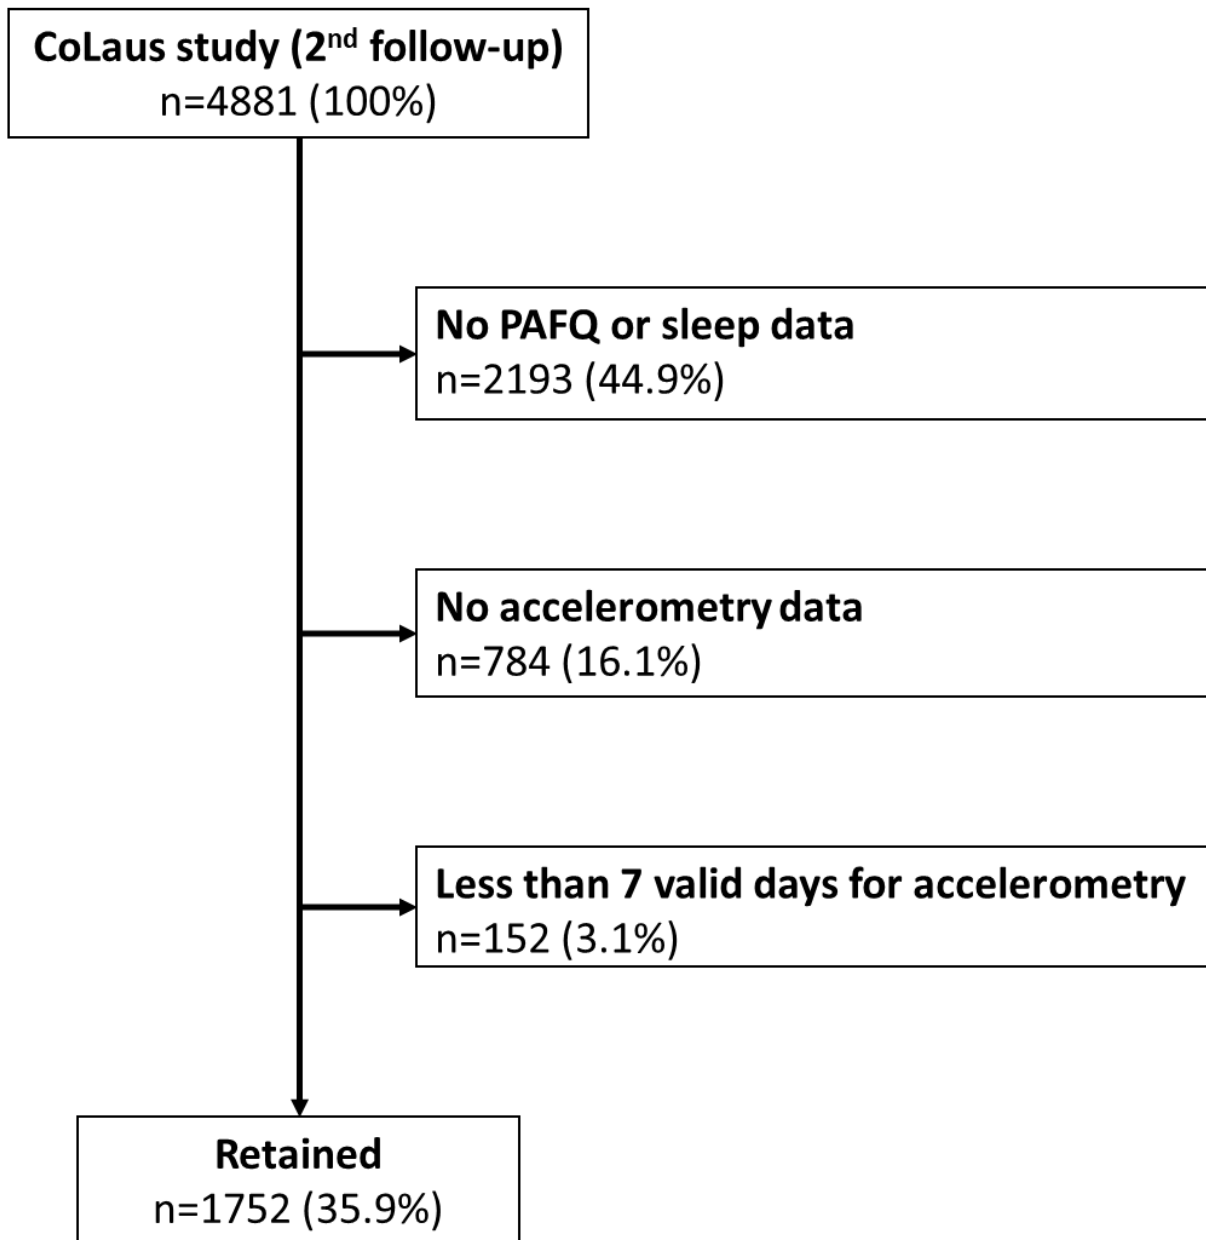 CoLaus study (2nd follow-up)
n=4881 (100%)
No PAFQ or sleep data
n=2193 (44.9%)
No accelerometry data
n=784 (16.1%)
Less than 7 valid days for accelerometry
n=152 (3.1%)
Retained
n=1752 (35.9%)